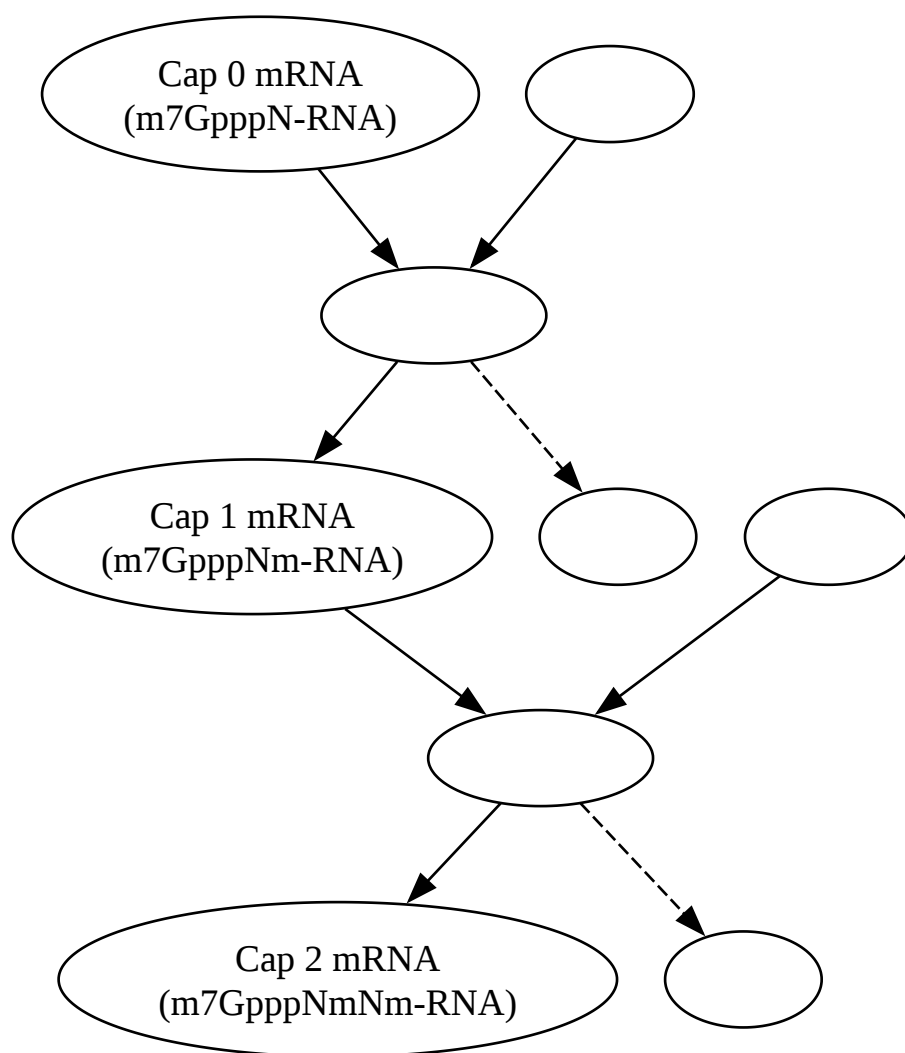 Cap 0 mRNA
(m7GpppN-RNA)
Cap 1 mRNA
(m7GpppNm-RNA)
Cap 2 mRNA
(m7GpppNmNm-RNA)